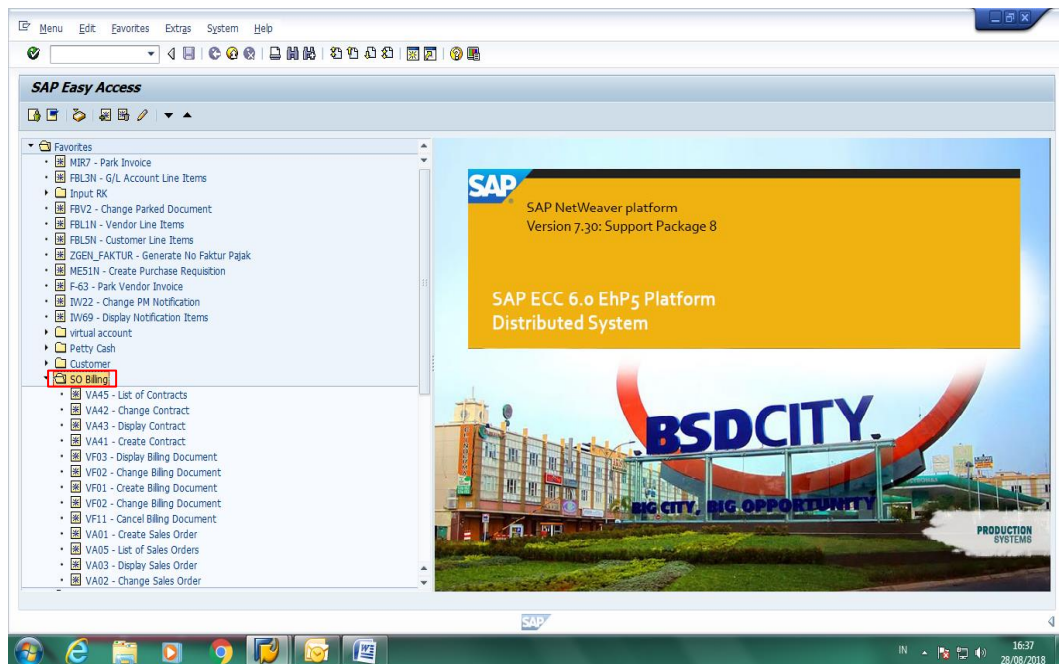 Menu Edit Favorites Extras System Help
SAP Easy Access
Favorites
MIR7 - Park Invoice
FBL3N - G/L Account Line Items
Input RK
FBV2 - Change Parked Document
FBL1N - Vendor Line Items
FBL5N - Customer Line Items
ZGEN_FAKTUR - Generate No Faktur Pajak
ME51N - Create Purchase Requisition
F-63 - Park Vendor Invoice
IW22 - Change PM Notification
IW69 - Display Notification Items
virtual account
Petty Cash
Customer
SO Biling
VA45 - List of Contracts
VA42 - Change Contract
VA43 - Display Contract
VA41 - Create Contract
VF03 - Display Billing Document
VF02 - Change Billing Document
VF01 - Create Billing Document
VF02 - Change Billing Document
VF11 - Cancel Billing Document
VA01 - Create Sales Order
VA05 - List of Sales Orders
VA03 - Display Sales Order
VA02 - Change Sales Order
SAP
SAP NetWeaver platform
Version 7.30: Support Package 8
SAP ECC 6.0 EhP5 Platform
Distributed System
BSDCITY
BIG CITY, BIG OPPORTUNITY
PRODUCTION
SYSTEMS
SAP
IN
16:37
28/08/2018